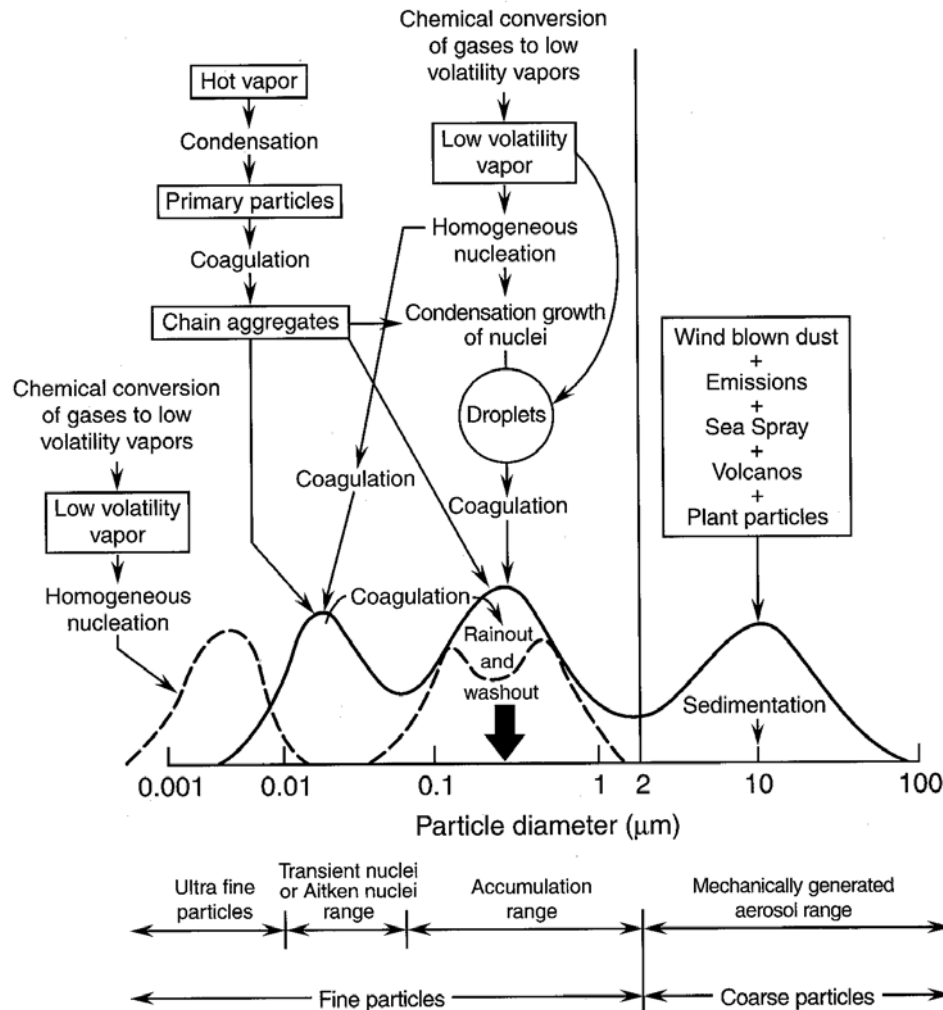 Hot vapor
Condensation
Primary particles
Coagulation
Chain aggregates
Chemical conversion
of gases to low
volatility vapors
Low volatility
vapor
Homogeneous
nucleation
Condensation growth
of nuclei
Droplets
Coagulation
Coagulation
Chemical conversion
of gases to low
volatility vapors
Low volatility
vapor
Homogeneous
nucleation
Coagulation
Rainout
and
washout
Wind blown dust
+
Emissions
+
Sea Spray
+
Volcanos
+
Plant particles
Sedimentation
0.001
0.01
0.1
1
2
10
100
Particle diameter (μm)
Ultra fine
particles
Transient nuclei
or Aitken nuclei
range
Accumulation
range
Mechanically generated
aerosol range
Fine particles
Coarse particles